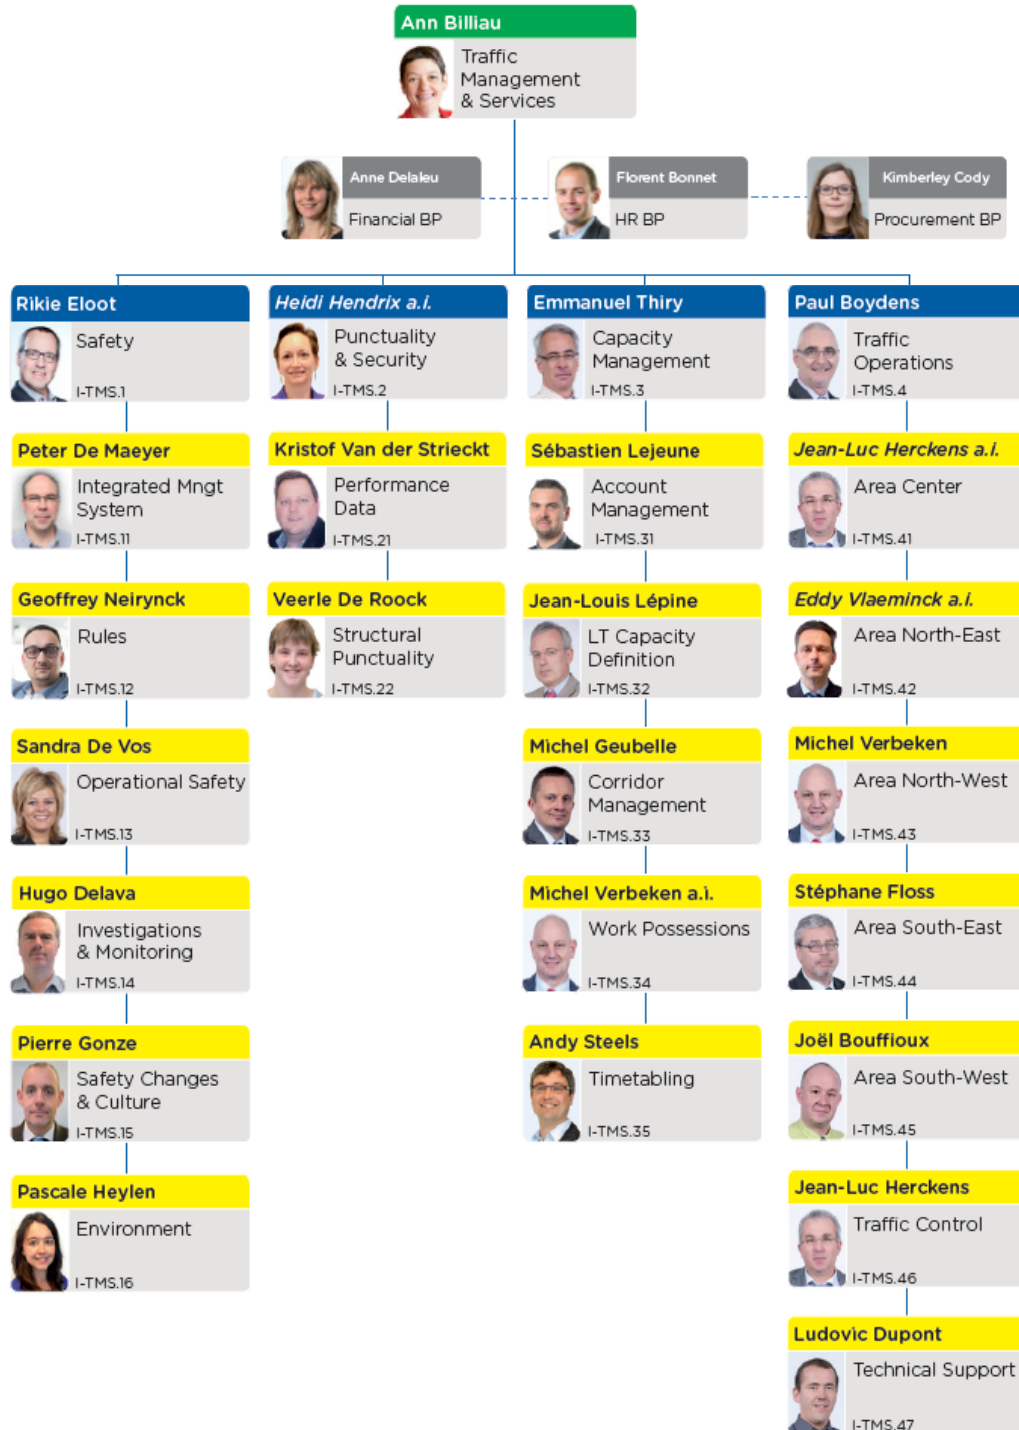 Ann Billiau
Traffic
Management
& Services
Anne Delaleu
Financial BP
Florent Bonnet
HR BP
Kimberley Cody
Procurement BP
Rikie Eloot
Safety
I-TMS.1
Heidi Hendrix a.i.
Punctuality
& Security
I-TMS.2
Emmanuel Thiry
Capacity
Management
I-TMS.3
Paul Boydens
Traffic
Operations
I-TMS.4
Peter De Maeyer
Integrated Mngt
System
I-TMS.11
Kristof Van der Strieckt
Performance
Data
I-TMS.21
Sébastien Lejeune
Account
Management
I-TMS.31
Jean-Luc Herckens a.i.
Area Center
I-TMS.41
Geoffrey Neirynck
Rules
I-TMS.12
Veerle De Roock
Structural
Punctuality
I-TMS.22
Jean-Louis Lépine
LT Capacity
Definition
I-TMS.32
Eddy Vlaeminck a.i.
Area North-East
I-TMS.42
Sandra De Vos
Operational Safety
I-TMS.13
Michel Geubelle
Corridor
Management
I-TMS.33
Michel Verbeken
Area North-West
I-TMS.43
Hugo Delava
Investigations
& Monitoring
I-TMS.14
Michel Verbeken a.i.
Work Possessions
I-TMS.34
Stéphane Floss
Area South-East
I-TMS.44
Pierre Gonze
Safety Changes
& Culture
I-TMS.15
Andy Steels
Timetabling
I-TMS.35
Joël Bouffioux
Area South-West
I-TMS.45
Pascale Heylen
Environment
I-TMS.16
Jean-Luc Herckens
Traffic Control
I-TMS.46
Ludovic Dupont
Technical Support
I-TMS.47